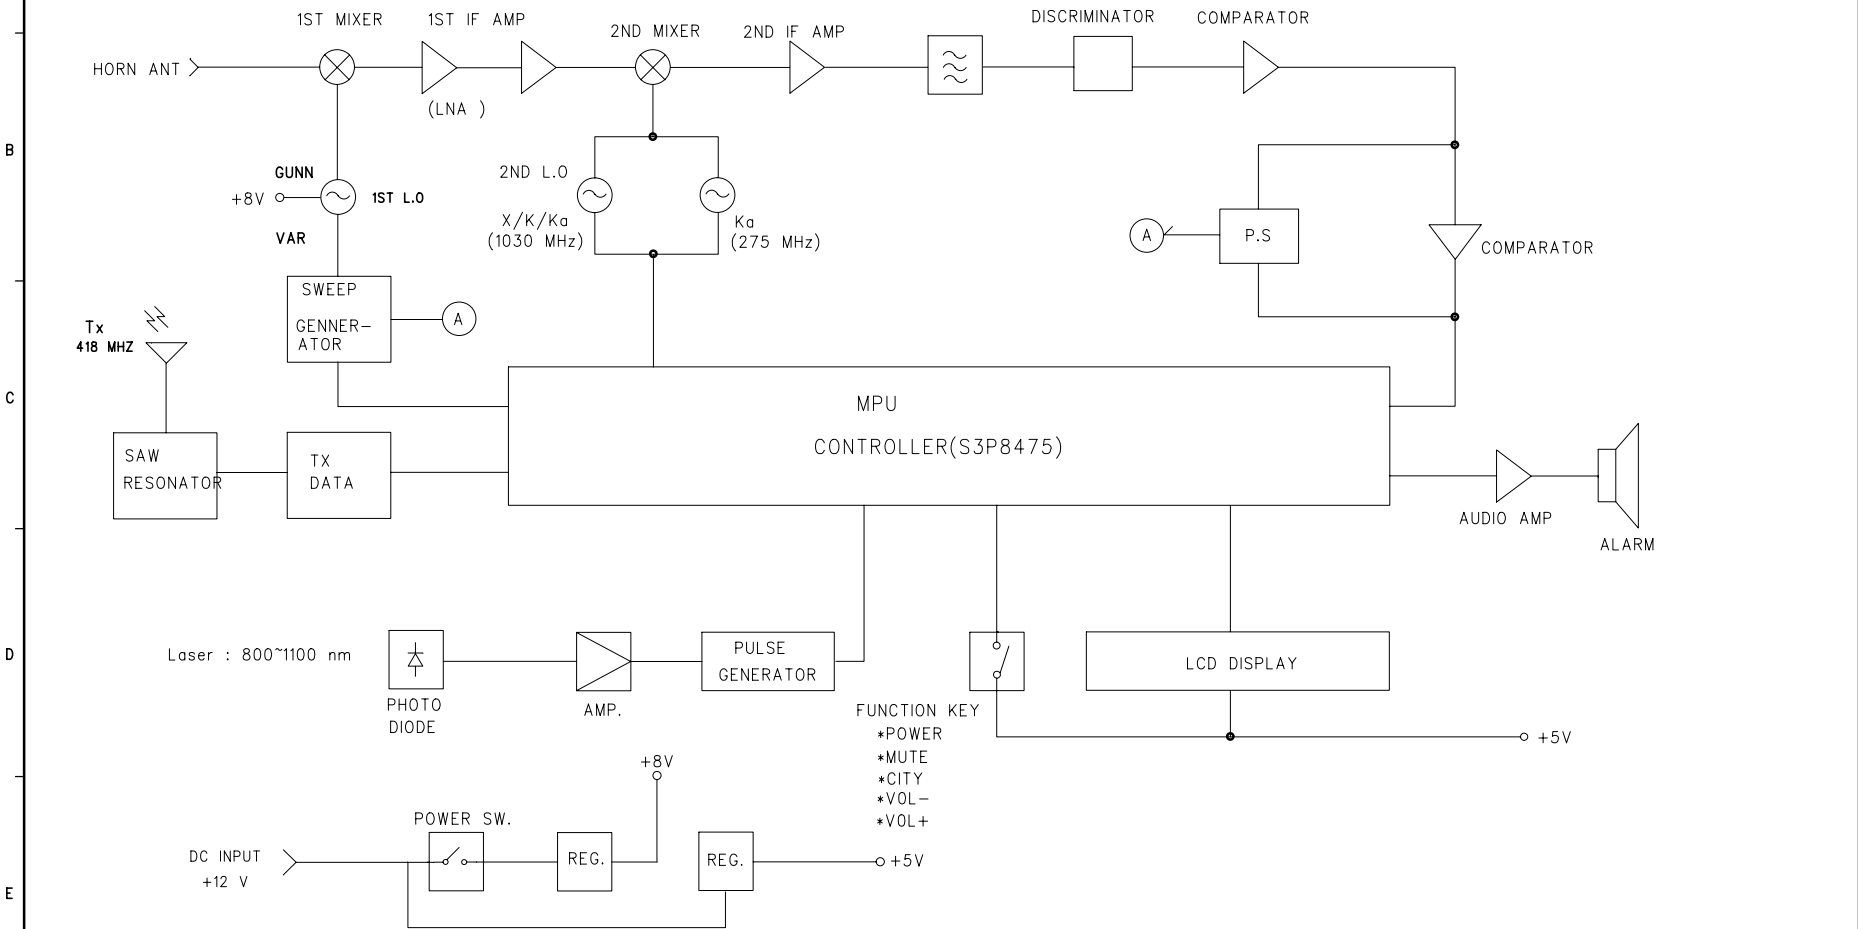 1ST MIXER
1ST IF AMP
2ND MIXER
2ND IF AMP
DISCRIMINATOR
COMPARATOR
HORN ANT
(LNA )
B
GUNN
+8V
1ST L.O
VAR
2ND L.O
X/K/Ka
(1030 MHz)
Ka
(275 MHz)
A
P.S
COMPARATOR
SWEEP
GENNER-
ATOR
A
Tx
418 MHZ
C
MPU
CONTROLLER(S3P8475)
SAW
RESONATOR
TX
DATA
AUDIO AMP
ALARM
D
Laser : 800~1100 nm
PHOTO
DIODE
AMP.
PULSE
GENERATOR
LCD DISPLAY
FUNCTION KEY
*POWER
*MUTE
*CITY
*VOL-
*VOL+
+5V
+8V
POWER SW.
DC INPUT
+12 V
REG.
REG.
+5V
E